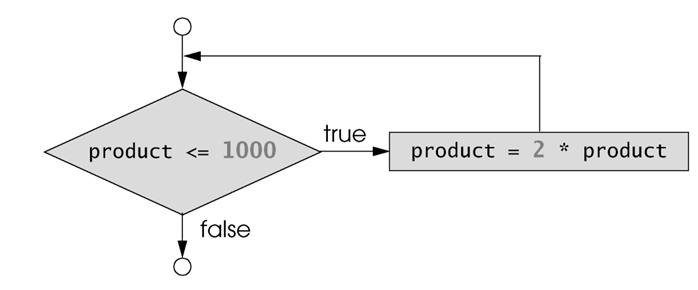 true
product <= 1000
product = 2 * product
false